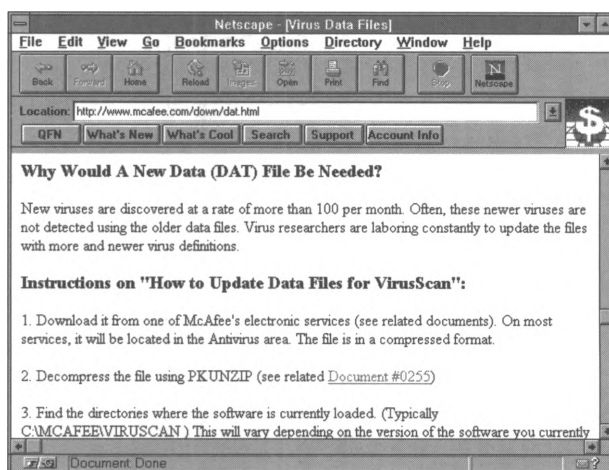 Netscape - [Virus Data Files]
File Edit View Go Bookmarks Options Directory Window Help
Back Forward Home Reload Images Open Print Find Stop Netscape
N
Location: http://www.mcafee.com/down/dat.html
QFN What's New What's Cool Search Support Account Info
$
Why Would A New Data (DAT) File Be Needed?
New viruses are discovered at a rate of more than 100 per month. Often, these newer viruses are
not detected using the older data files. Virus researchers are laboring constantly to update the files
with more and newer virus definitions.
Instructions on "How to Update Data Files for VirusScan":
1. Download it from one of McAfee's electronic services (see related documents). On most
services, it will be located in the Antivirus area. The file is in a compressed format.
2. Decompress the file using PKUNZIP (see related Document #0255)
3. Find the directories where the software is currently loaded. (Typically
C:\MCAFEE\VIRUSCAN ) This will vary depending on the version of the software you currently
Document Done
?